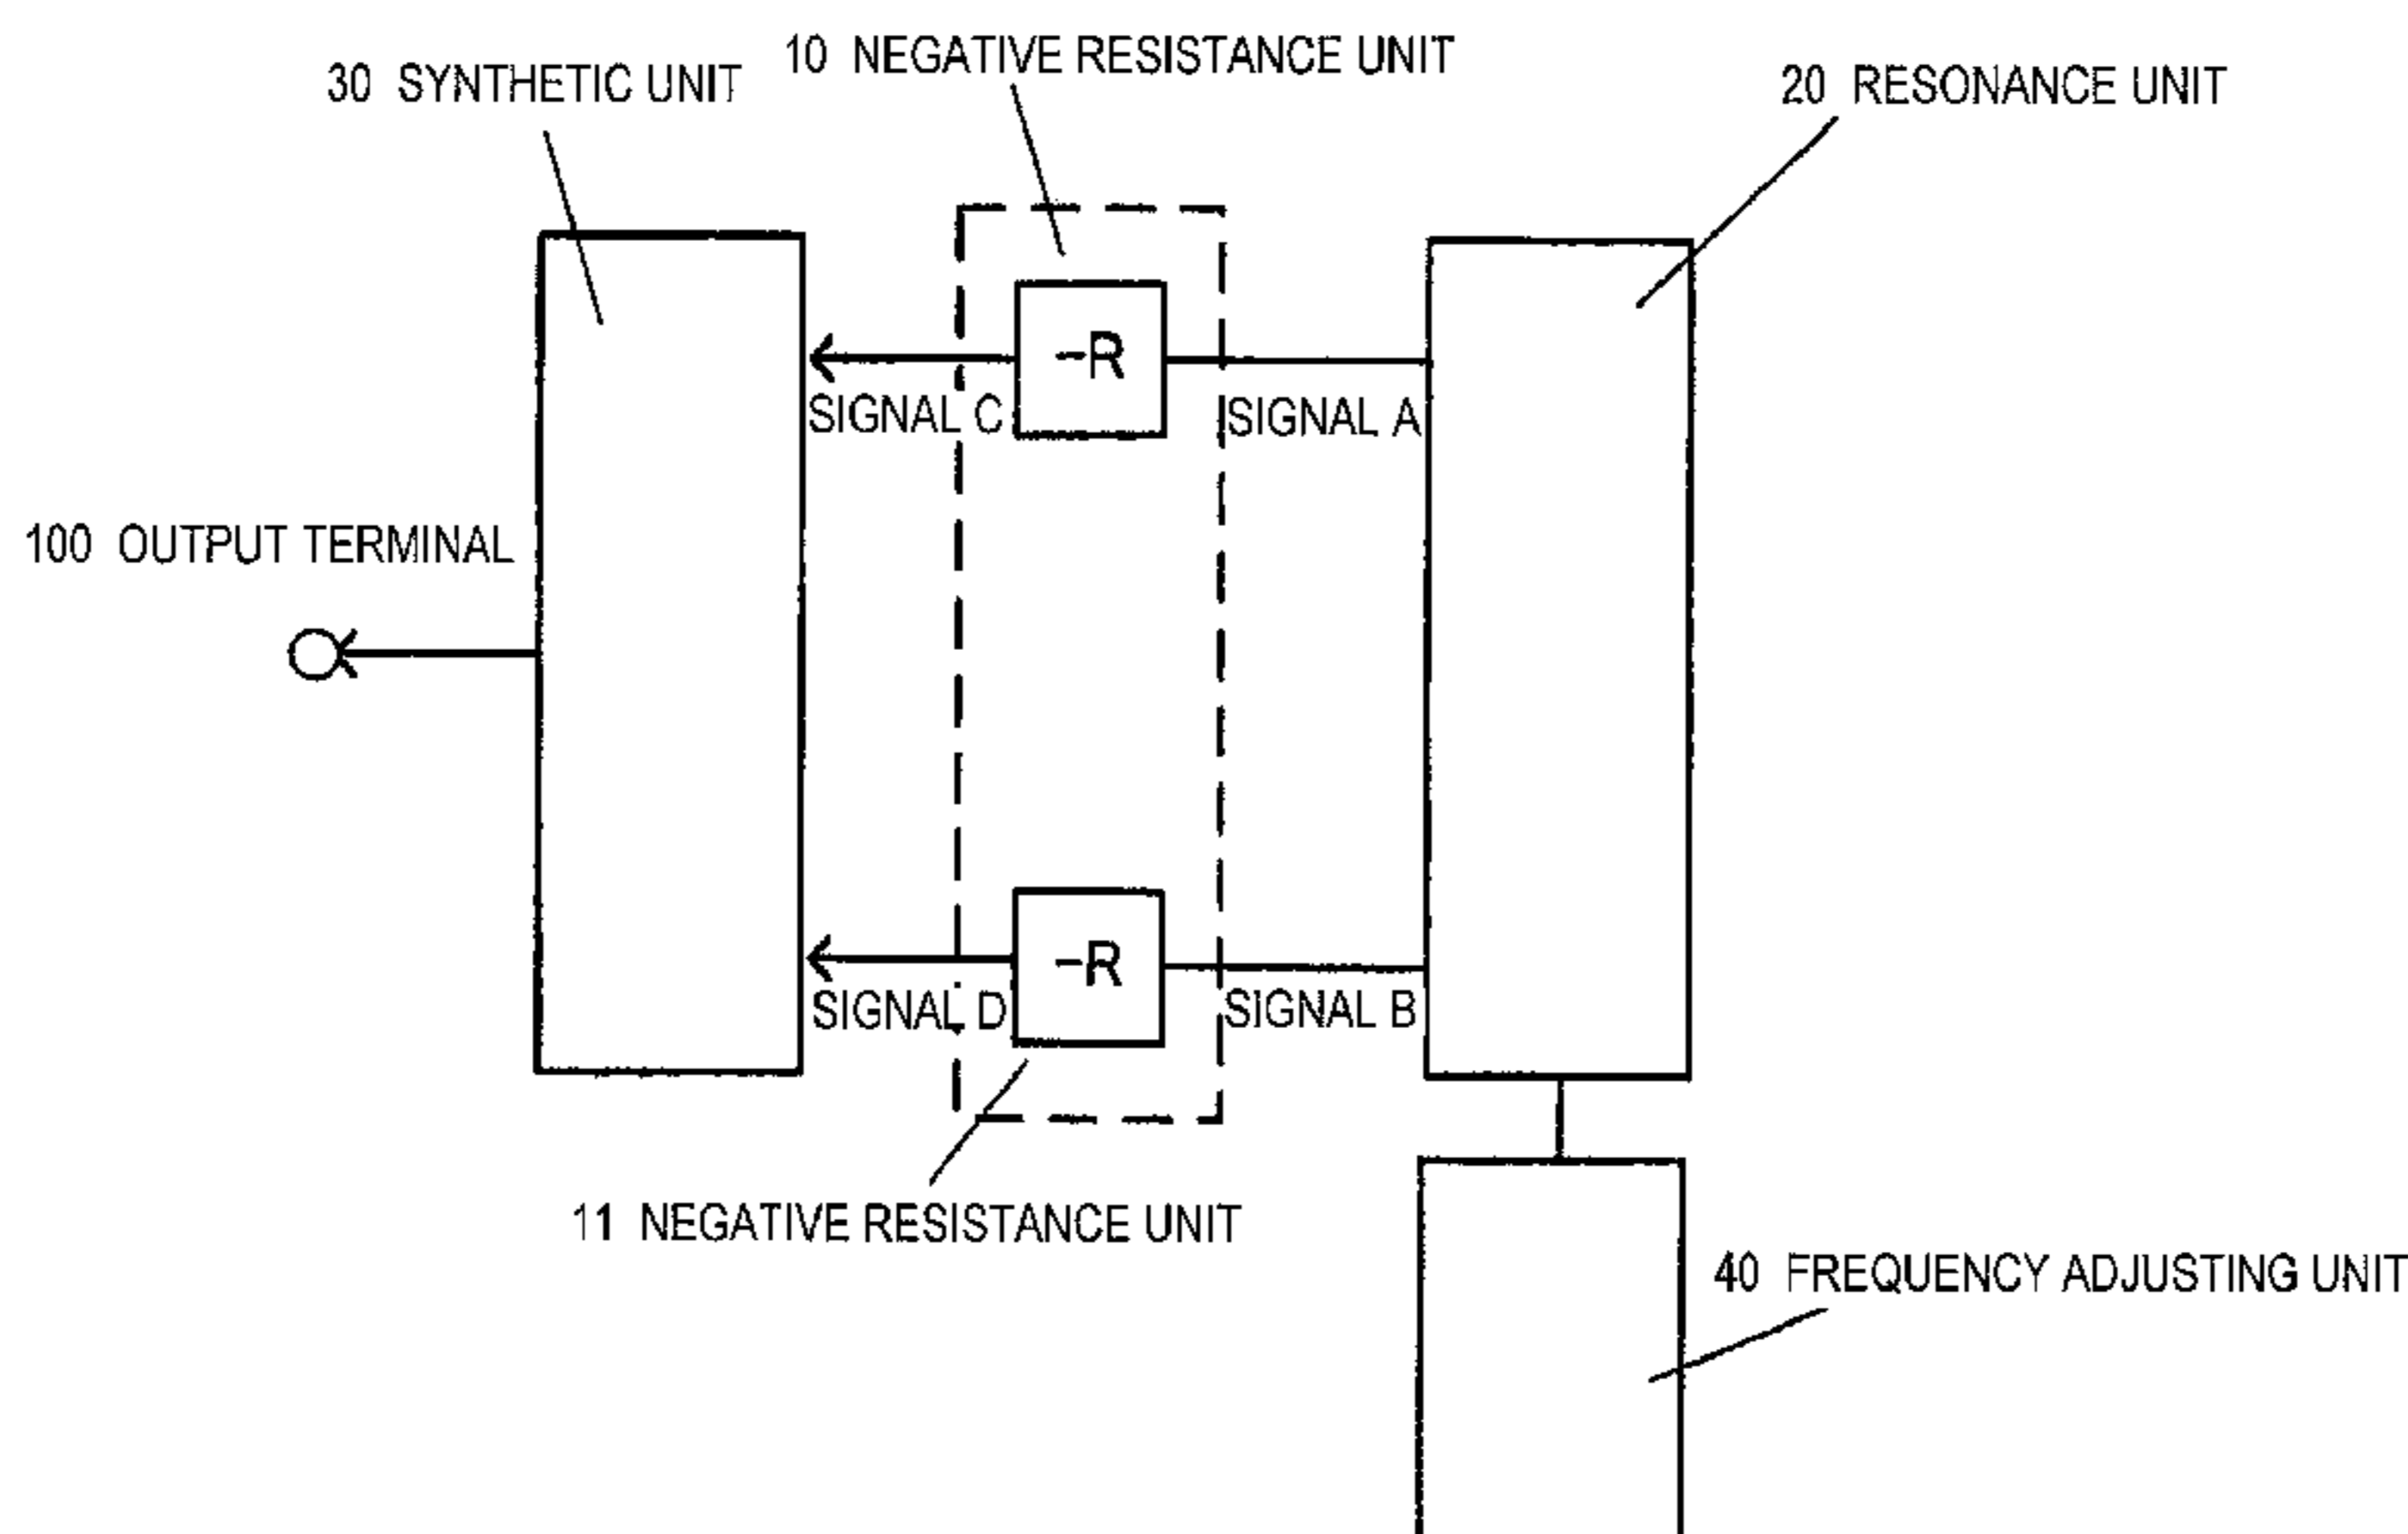 10 NEGATIVE RESISTANCE UNIT
30 SYNTHETIC UNIT
20 RESONANCE UNIT
-R
SIGNAL C
SIGNAL A
100 OUTPUT TERMINAL
-R
SIGNAL D
SIGNAL B
11 NEGATIVE RESISTANCE UNIT
40 FREQUENCY ADJUSTING UNIT